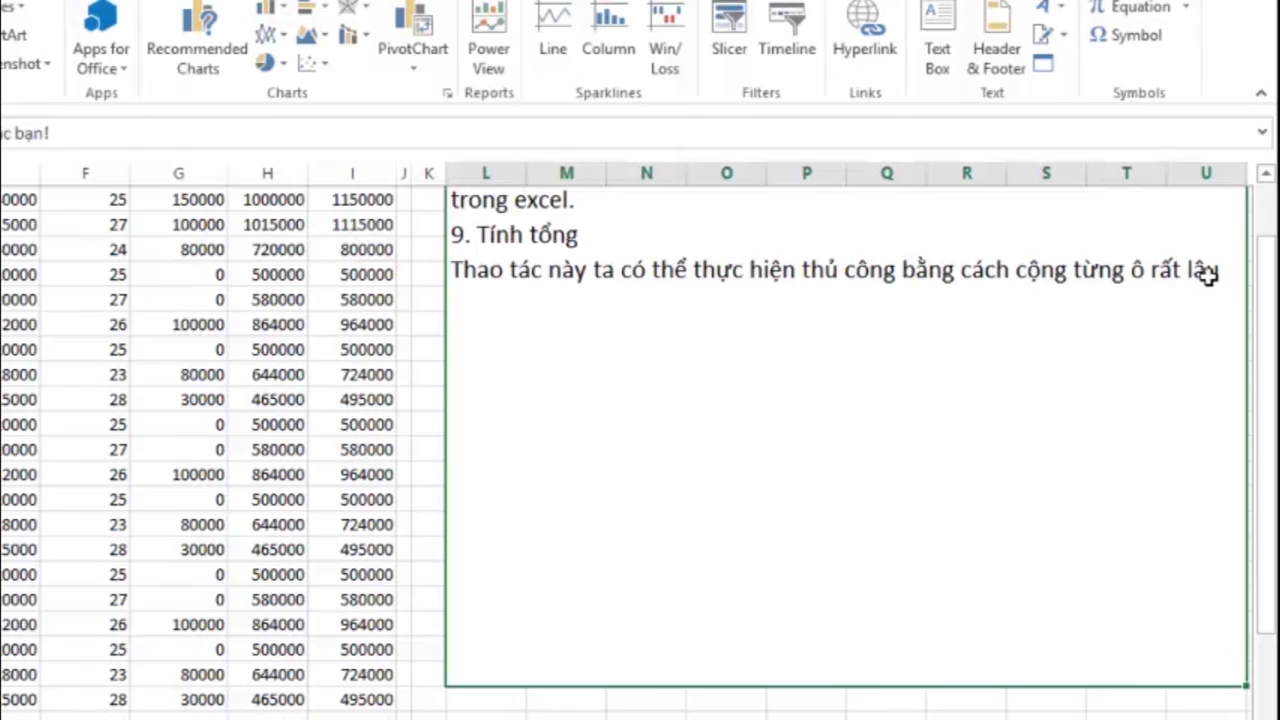 Apps for
Office
Recommended
Charts
PivotChart
Power
View
Line
Column
Win/
Loss
Slicer
Timeline
Hyperlink
Text
Box
Header
& Footer
Equation
Symbol
Apps
Charts
Reports
Sparklines
Filters
Links
Text
Symbols
bạn!
F G H I J K L M N O P Q R S T U
25 150000 1000000 1150000
27 100000 1015000 1115000
24 80000 720000 800000
25 0 500000 500000
27 0 580000 580000
26 100000 864000 964000
25 0 500000 500000
23 80000 644000 724000
28 30000 465000 495000
25 0 500000 500000
27 0 580000 580000
26 100000 864000 964000
25 0 500000 500000
23 80000 644000 724000
28 30000 465000 495000
25 0 500000 500000
27 0 580000 580000
26 100000 864000 964000
25 0 500000 500000
23 80000 644000 724000
28 30000 465000 495000
trong excel.
9. Tính tổng
Thao tác này ta có thể thực hiện thủ công bằng cách cộng từng ô rất lâu